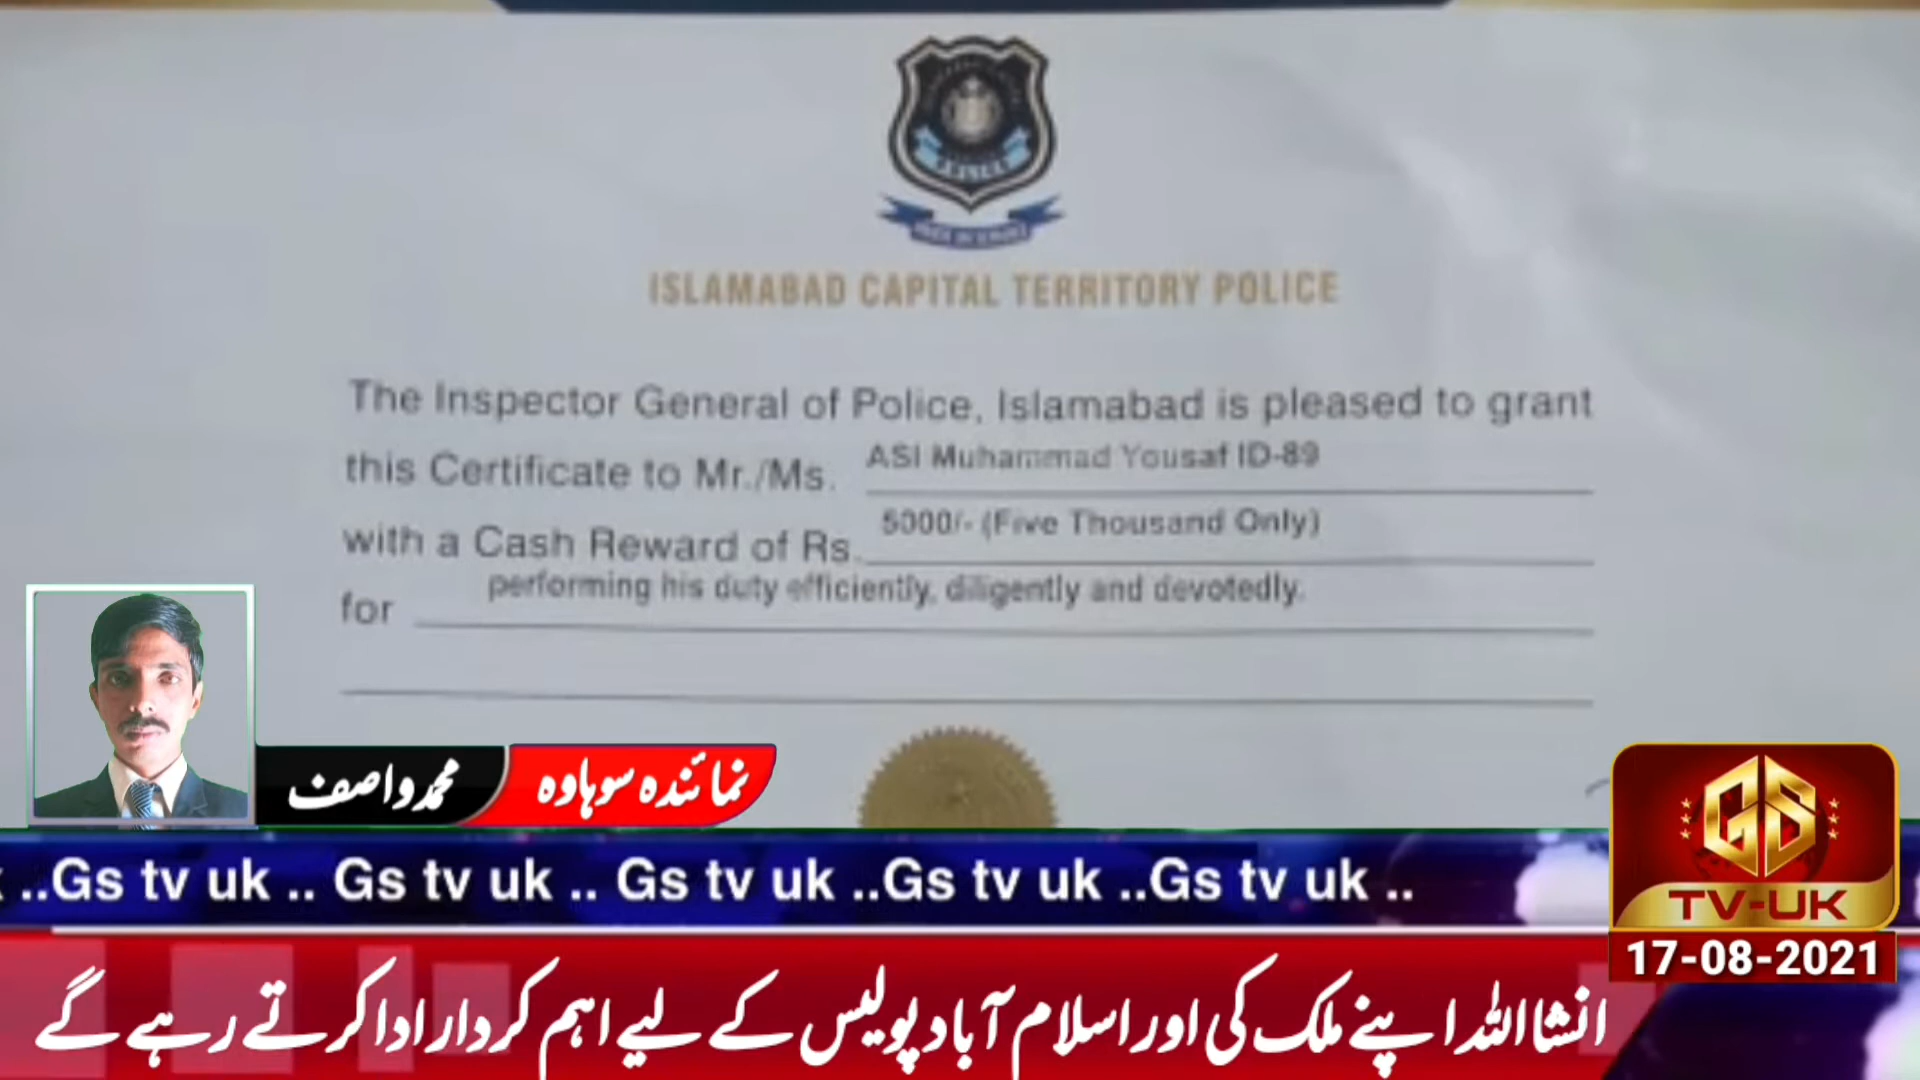 ISLAMABAD CAPITAL TERRITORY POLICE
The Inspector General of Police, Islamabad is pleased to grant
this Certificate to Mr./Ms. ASI Muhammad Yousaf ID-89
with a Cash Reward of Rs. 5000/- (Five Thousand Only)
for performing his duty efficiently, diligently and devotedly.
نمائندہ سوہاوہ محمد واصف
..Gs tv uk .. Gs tv uk .. Gs tv uk ..Gs tv uk ..Gs tv uk ..
GS
TV-UK
17-08-2021
انشااللہ اپنے ملک کی اور اسلام آباد پولیس کے لیے اہم کردار ادا کرتے رہے گے